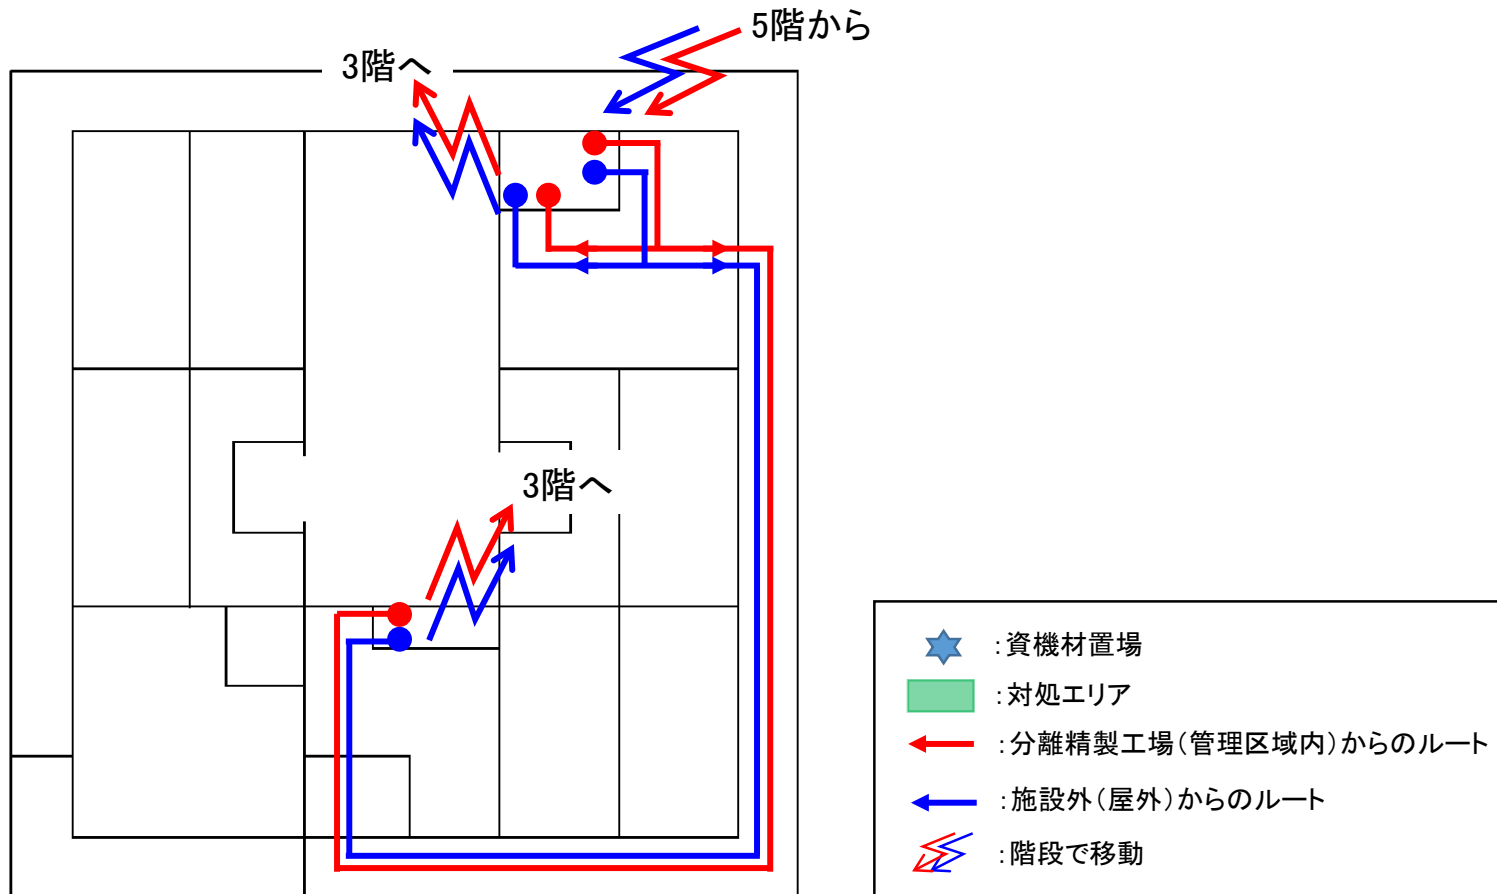 5階から
3階へ
3階へ
:資機材置場
:対処エリア
:分離精製工場(管理区域内)からのルート
:施設外(屋外)からのルート
:階段で移動